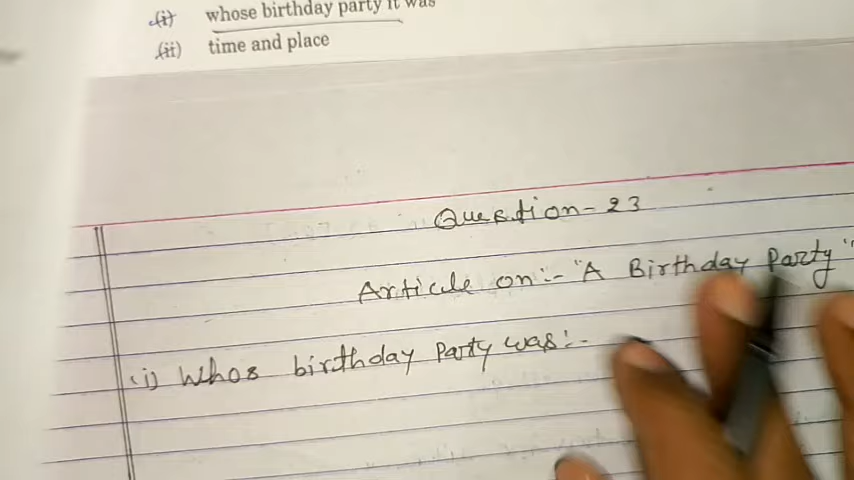 (i) whose birthday party it was
(ii) time and place
Question-23
Article on:- "A Birthday Party"
(i) Whos birthday Party was:-